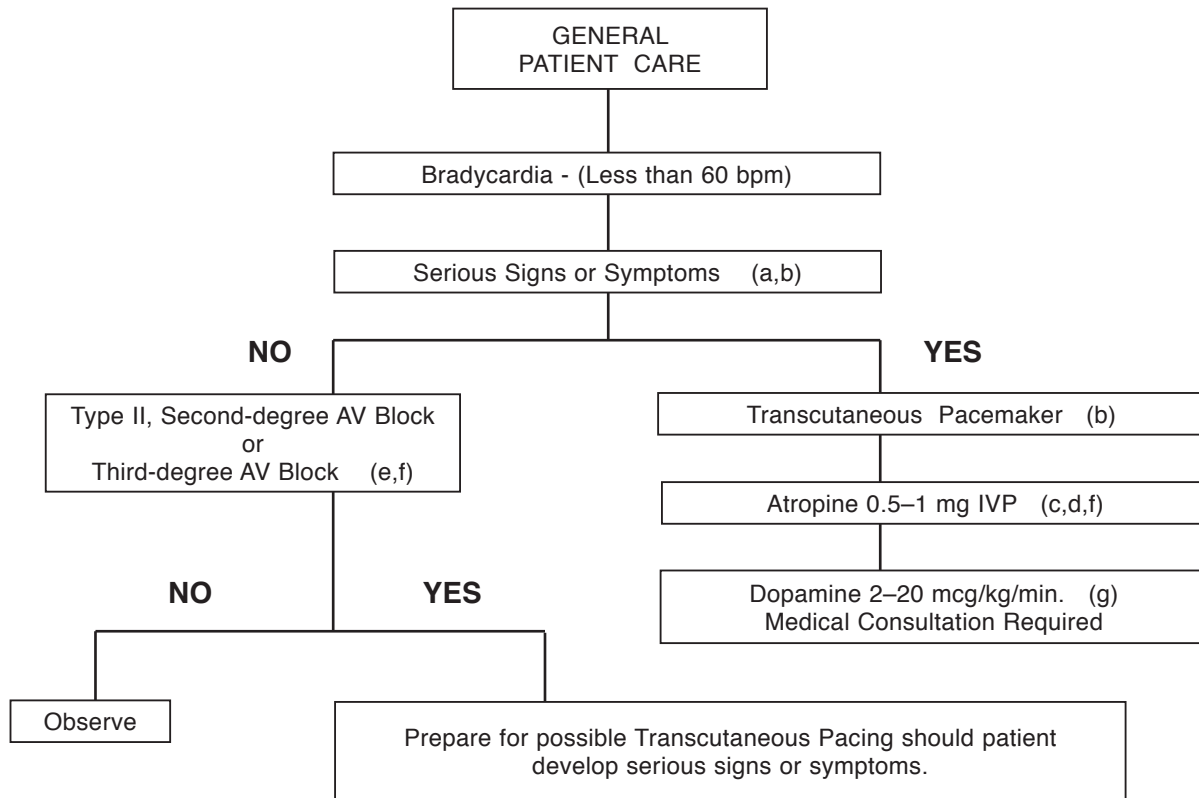 GENERAL
PATIENT CARE
Bradycardia - (Less than 60 bpm)
Serious Signs or Symptoms (a,b)
NO
YES
Type II, Second-degree AV Block
or
Third-degree AV Block (e,f)
Transcutaneous Pacemaker (b)
Atropine 0.5–1 mg IVP (c,d,f)
Dopamine 2–20 mcg/kg/min. (g)
Medical Consultation Required
NO
YES
Observe
Prepare for possible Transcutaneous Pacing should patient
develop serious signs or symptoms.